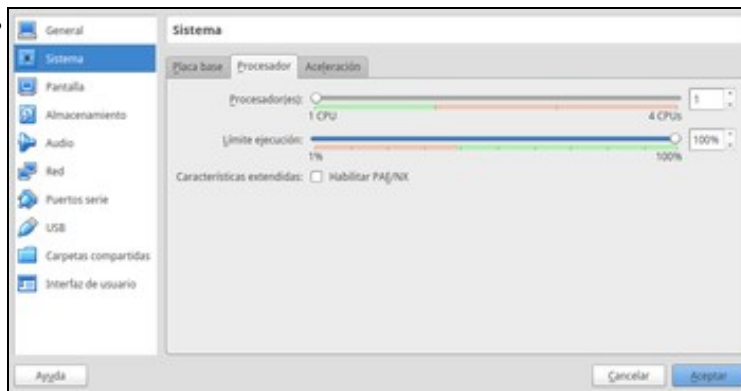 General
Sistema
Pantalla
Almacenamiento
Audio
Red
Puertos serie
USB
Carpetas compartidas
Interfaz de usuario
Sistema
Placa base Procesador Aceleración
Procesador(es): 1
1 CPU 4 CPUs
Límite ejecución: 100%
1% 100%
Características extendidas: Habilitar PAE/NX
Ayuda Cancelar Aceptar